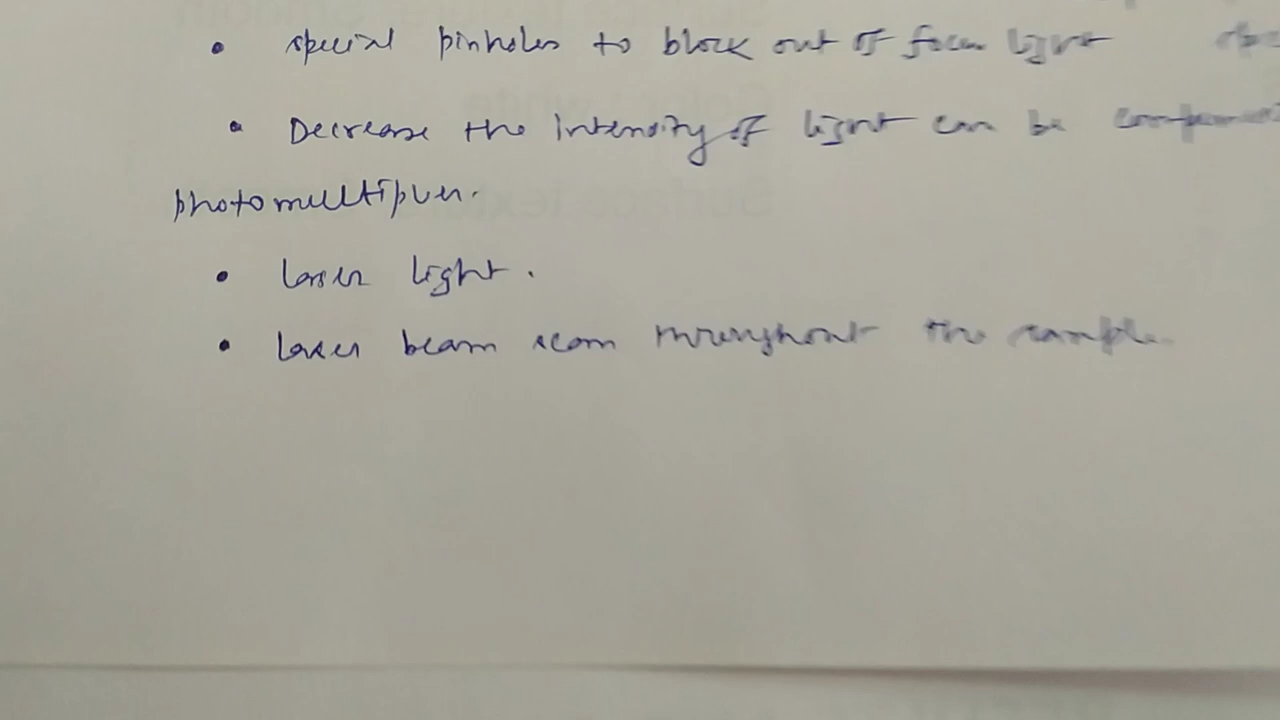 • special pinholes to block out of focus light
• Decrease the intensity of light can be
photomultiplier.
• laser light.
• laser beam scan throughout the sample